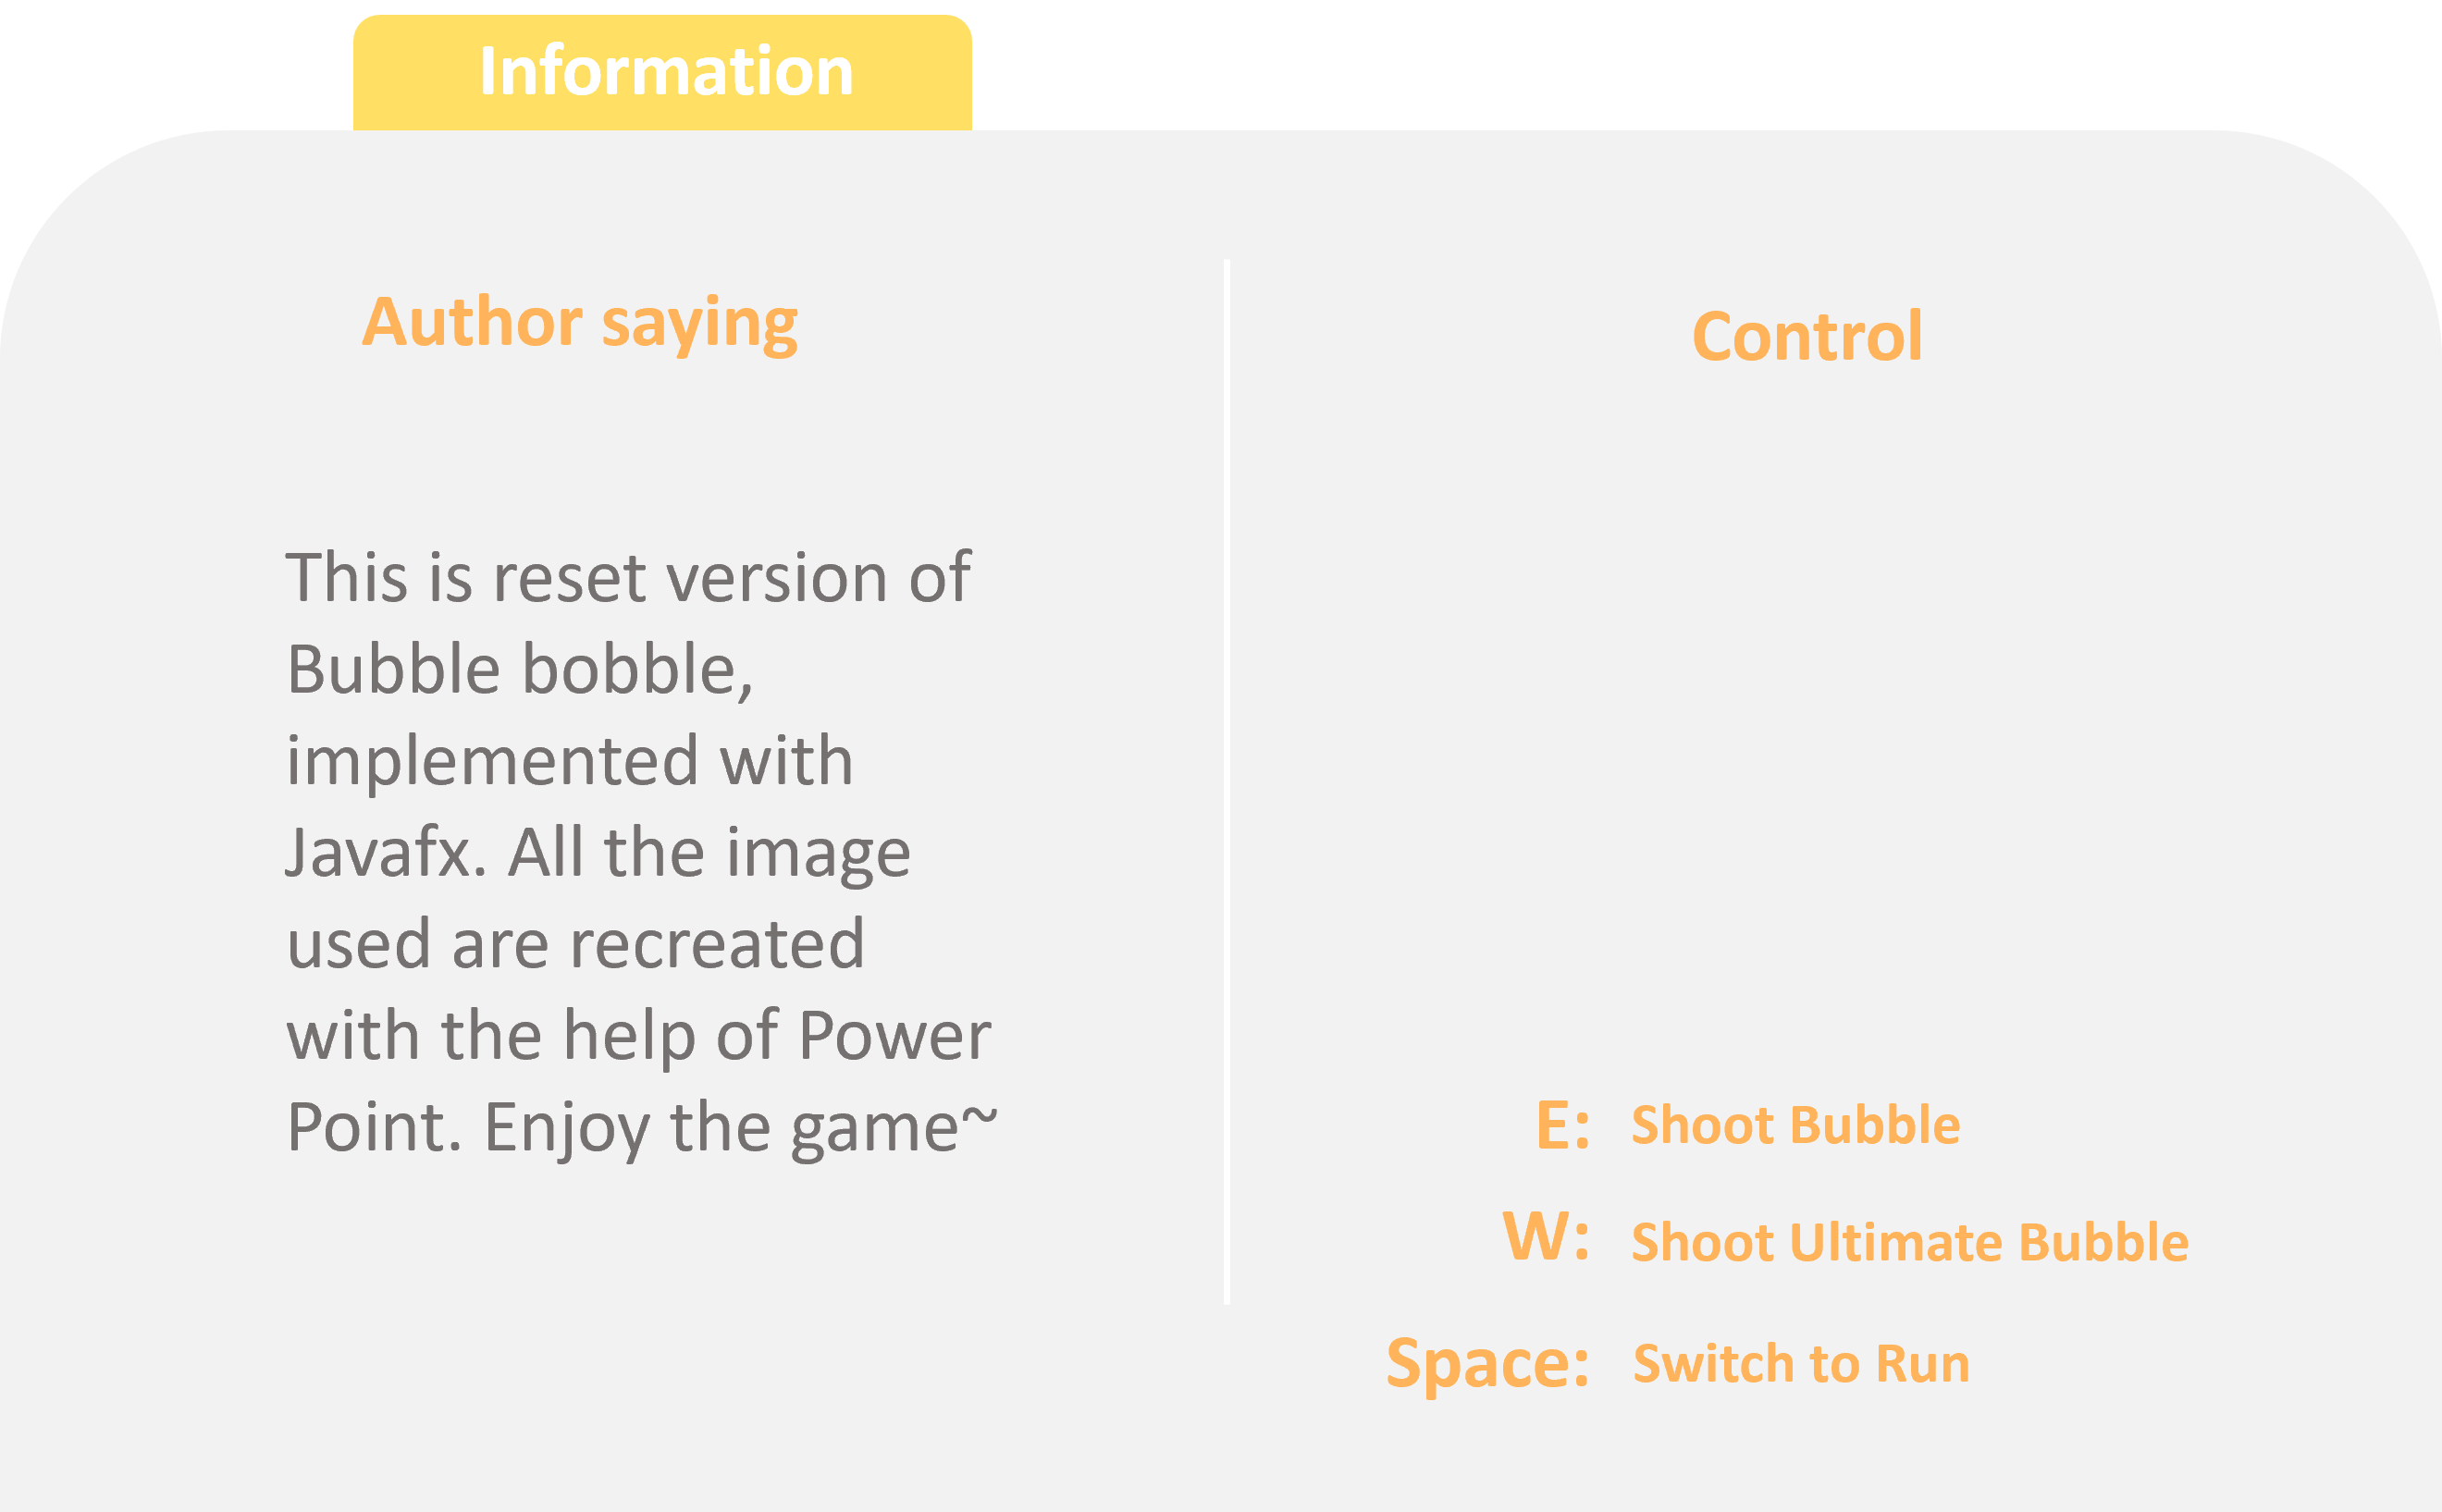 Information
Author saying
This is reset version of
Bubble bobble,
implemented with
Javafx. All the image
used are recreated
with the help of Power
Point. Enjoy the game~
Control
E: Shoot Bubble
W: Shoot Ultimate Bubble
Space: Switch to Run